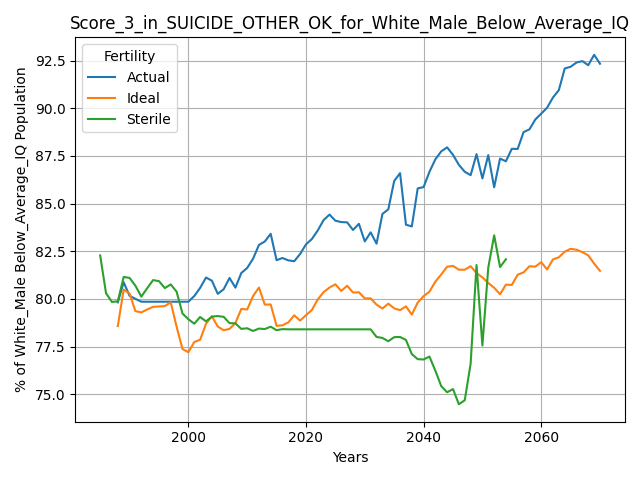 Score_3_in_SUICIDE_OTHER_OK_for_White_Male_Below_Average_IQ
Fertility
Actual
Ideal
Sterile
% of White_Male Below_Average_IQ Population
92.5
90.0
87.5
85.0
82.5
80.0
77.5
75.0
2000
2020
2040
2060
Years